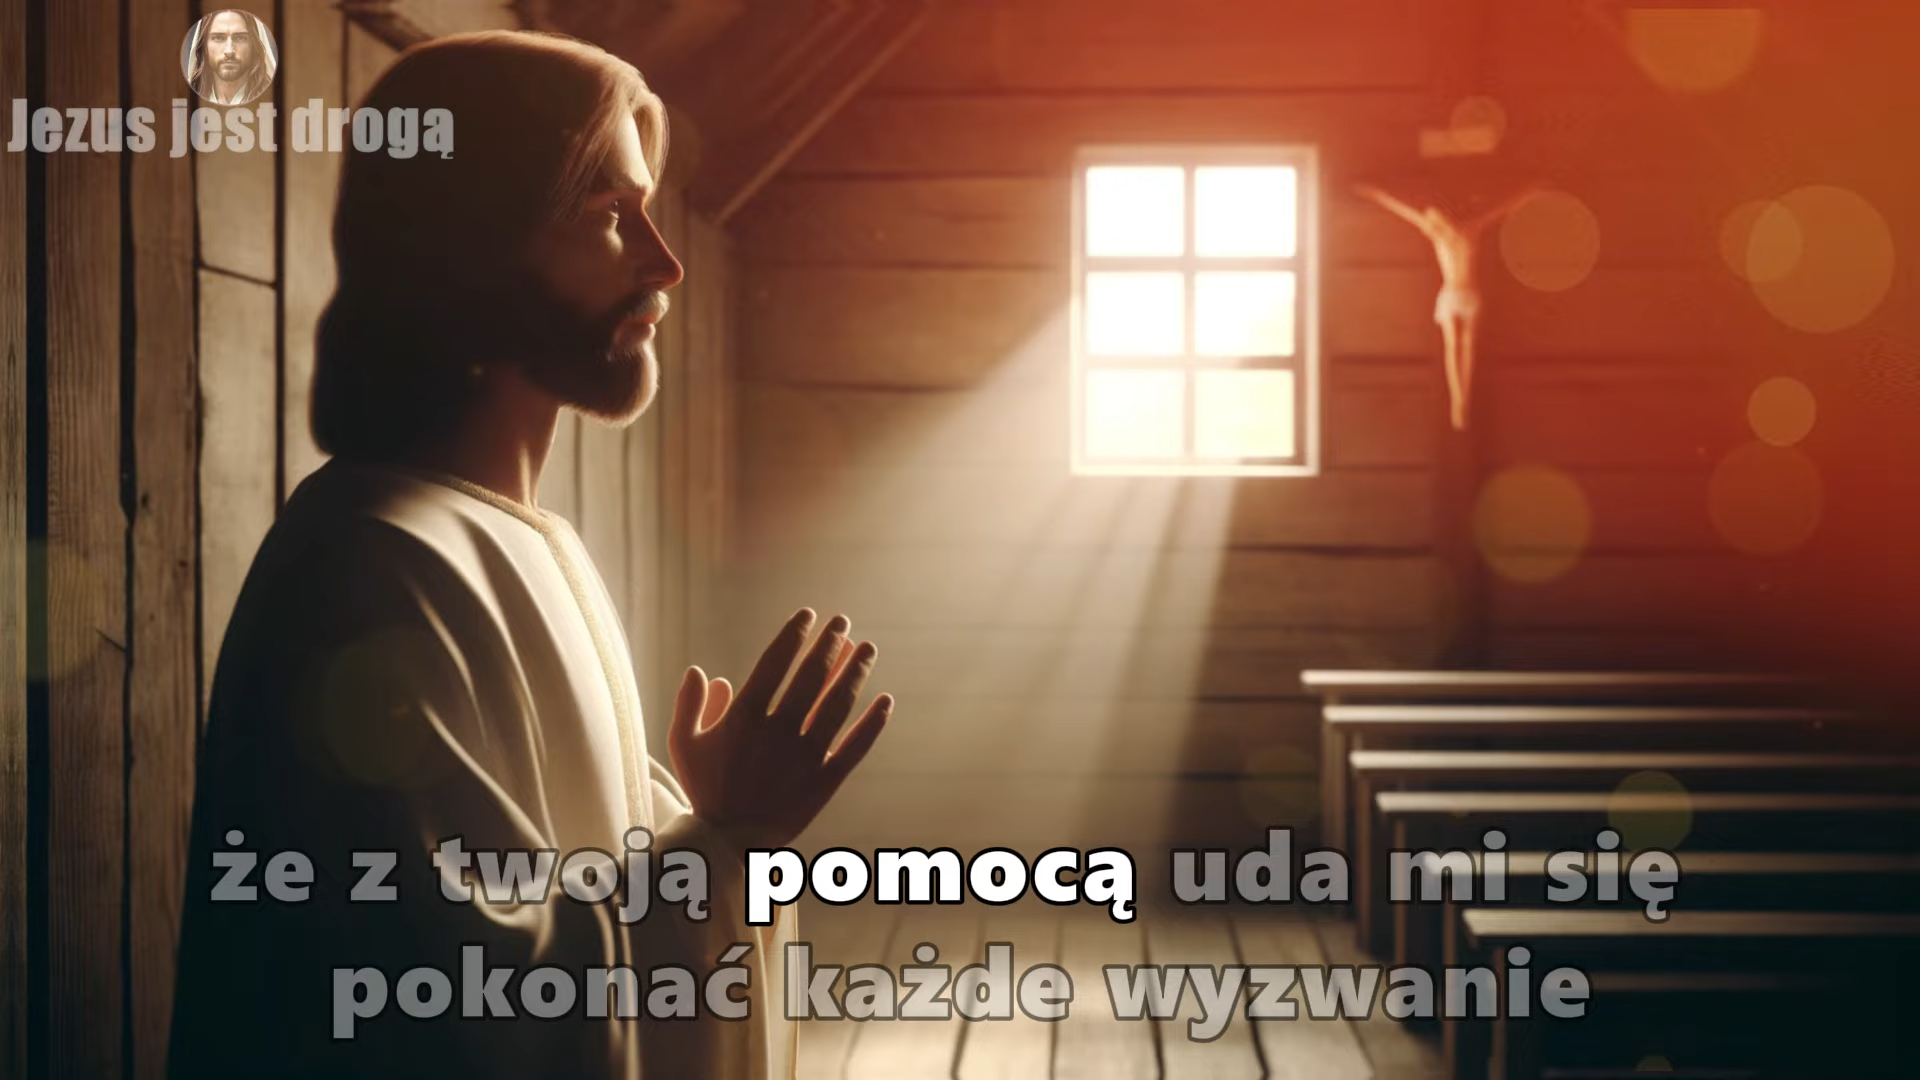 Jezus jest drogą
że z twoją pomocą uda mi się
pokonać każde wyzwanie